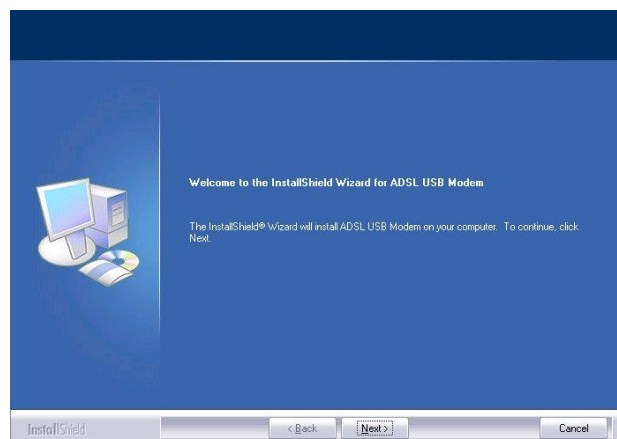 Welcome to the InstallShield Wizard for ADSL USB Modem
The InstallShield® Wizard will install ADSL USB Modem on your computer. To continue, click
Next.
InstallShield
< Back
Next >
Cancel